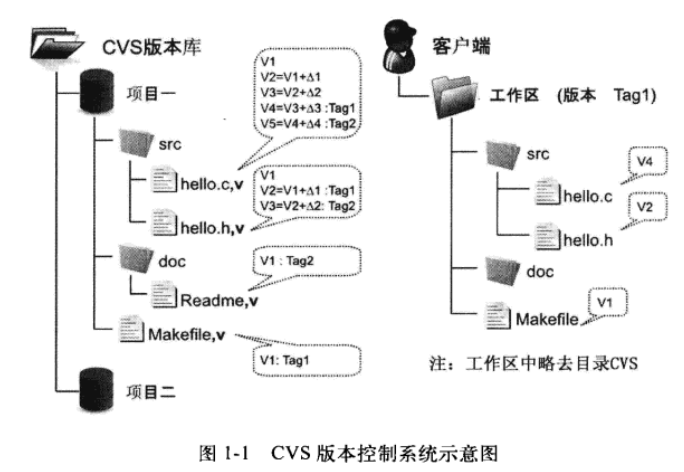 CVS版本库
项目一
src
hello.c,v
V1
V2=V1+Δ1
V3=V2+Δ2
V4=V3+Δ3 :Tag1
V5=V4+Δ4 :Tag2
hello.h,v
V1
V2=V1+Δ1 :Tag1
V3=V2+Δ2: Tag2
doc
Readme,v
V1 : Tag2
Makefile,v
V1: Tag1
项目二
客户端
工作区 (版本 Tag1)
src
hello.c
V4
hello.h
V2
doc
Makefile
V1
注：工作区中略去目录CVS
图 1-1 CVS 版本控制系统示意图